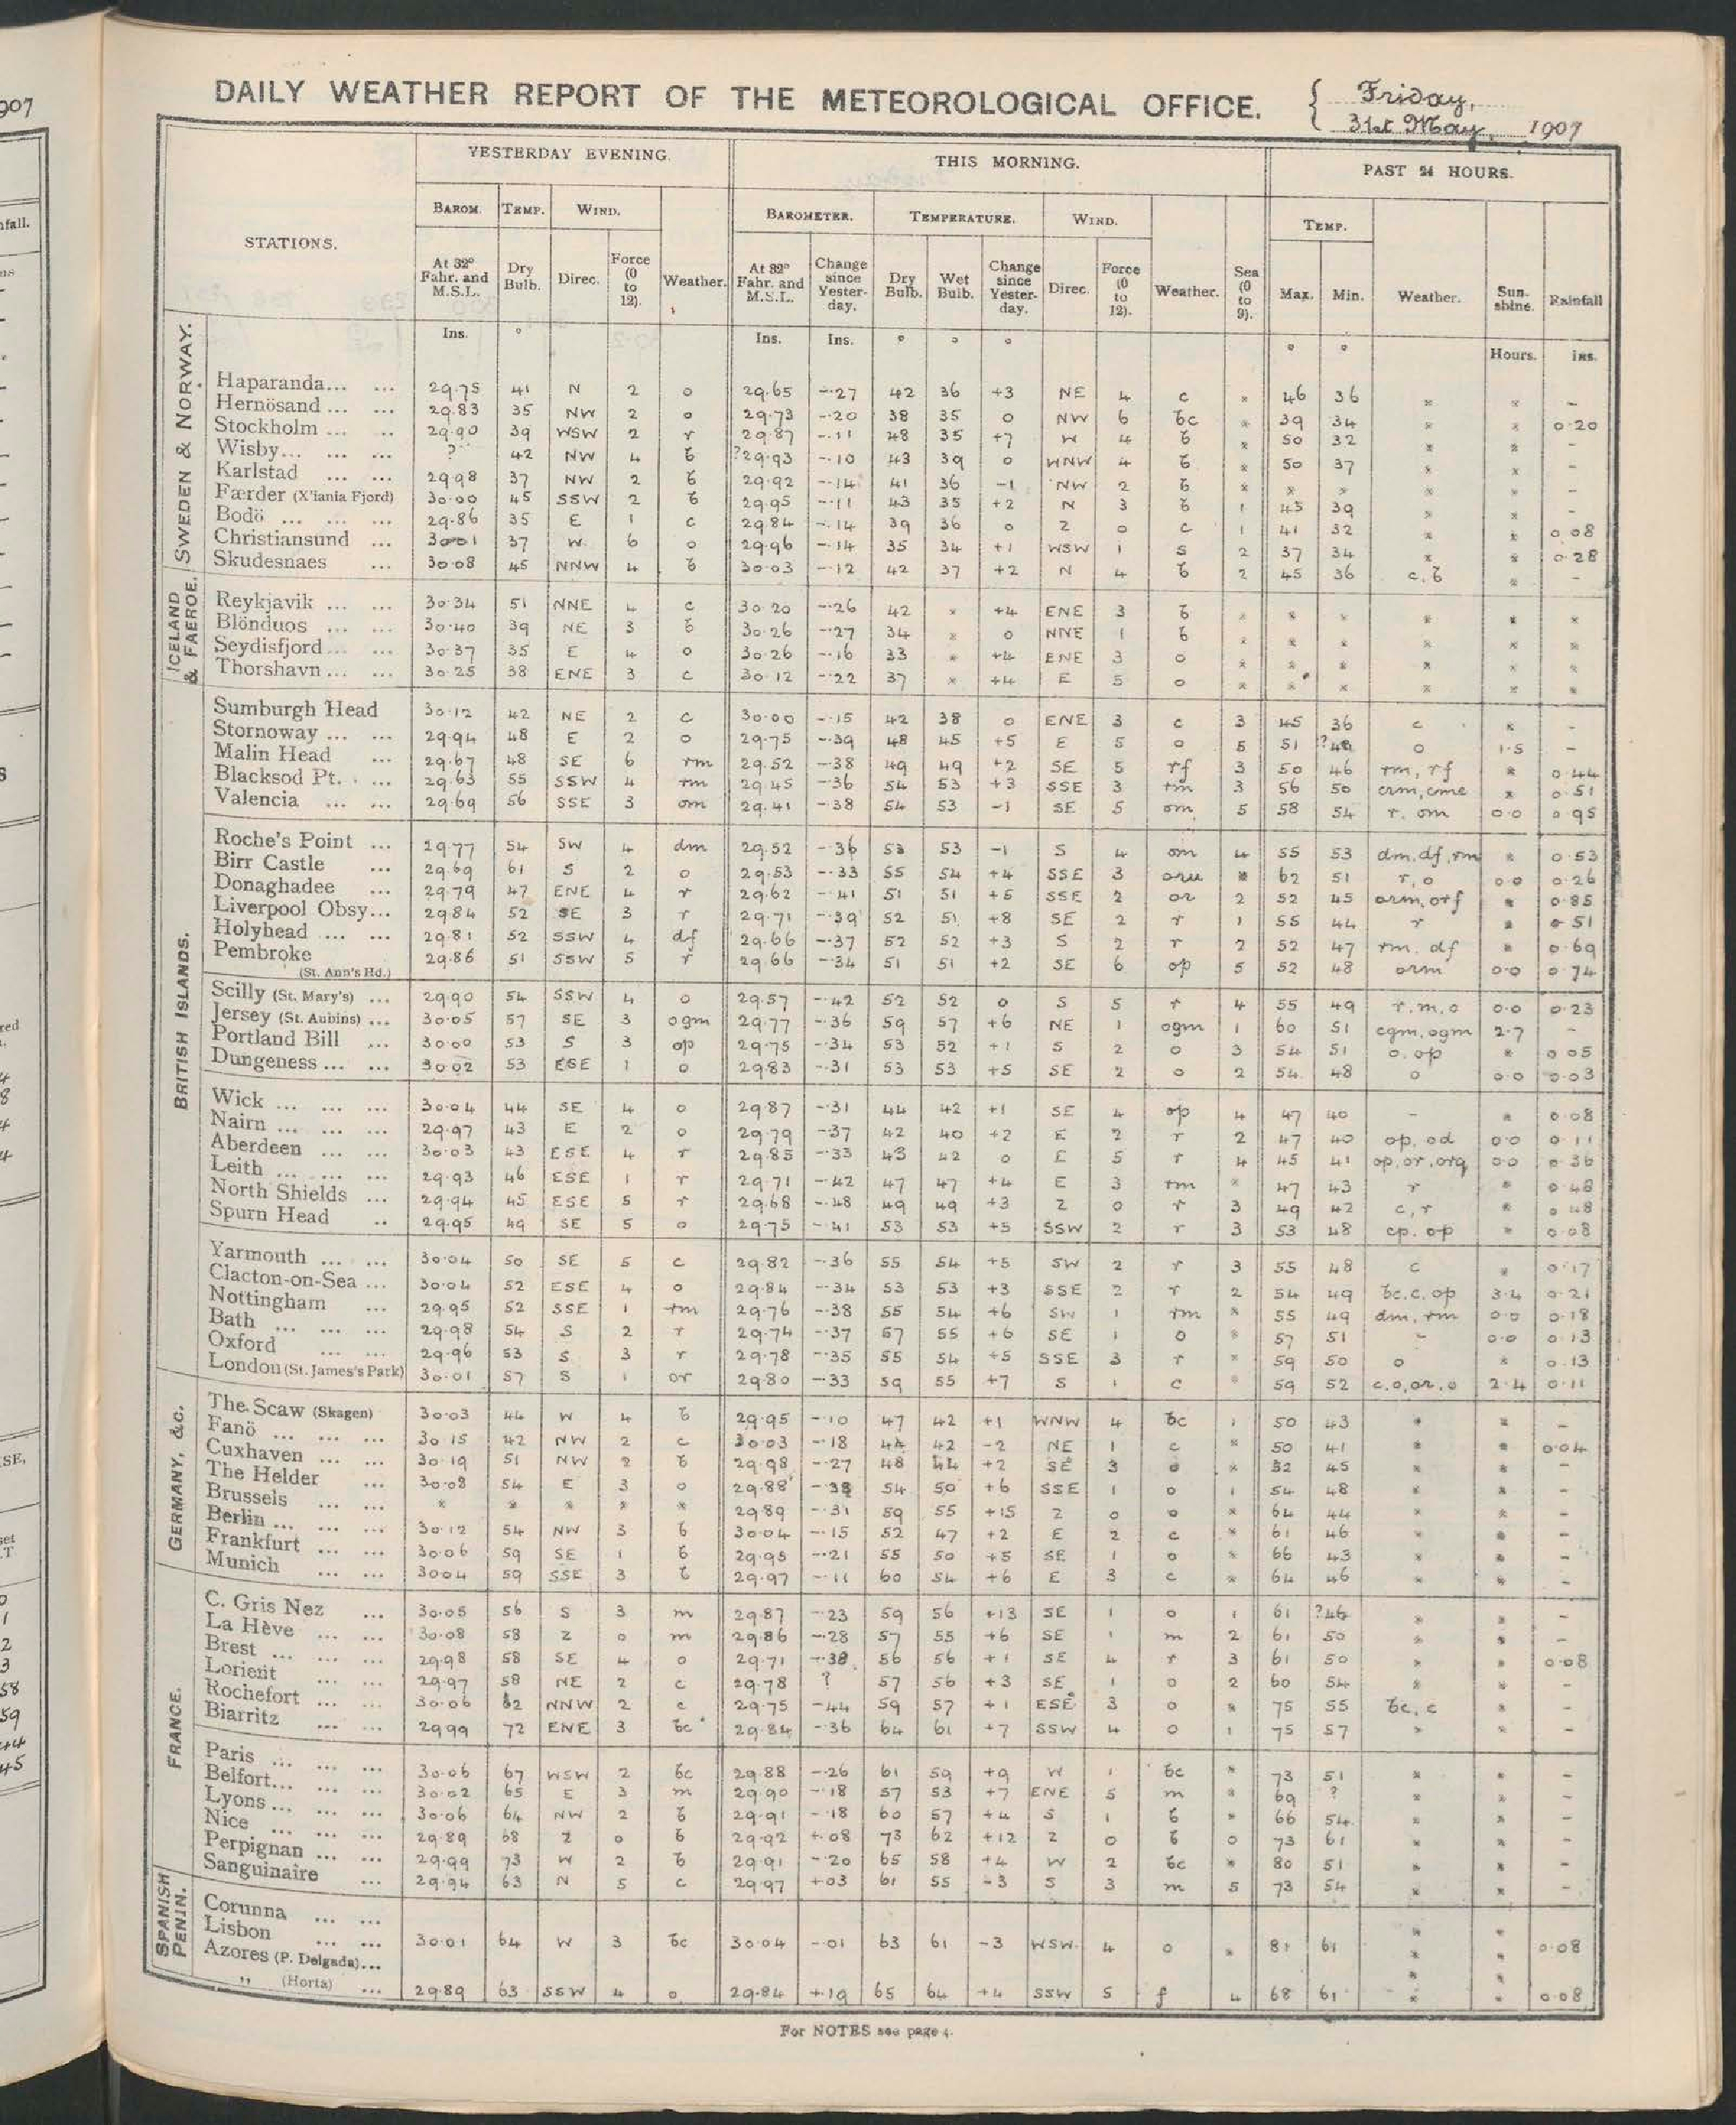 907
DAILY WEATHER REPORT OF THE METEOROLOGICAL OFFICE. { Friday, 31st May, 1907
YESTERDAY EVENING. THIS MORNING. PAST 24 HOURS.
STATIONS. BAROM. TEMP. WIND. Weather. BAROMETER. TEMPERATURE. WIND. Weather. Sea (0 to 9). TEMP. Weather. Sunshine. Rainfall
At 32° Fahr. and M.S.L. Dry Bulb. Direc. Force (0 to 12). At 32° Fahr. and M.S.L. Change since Yesterday. Dry Bulb. Wet Bulb. Change since Yesterday. Direc. Force (0 to 12). Max. Min.
Ins. ° Ins. Ins. ° ° ° ° ° Hours. ins.
SWEDEN & NORWAY.
Haparanda... ... 29.75 41 N 2 o 29.65 -.27 42 36 +3 NE 4 c * 46 36 * * -
Hernösand ... ... 29.83 35 NW 2 o 29.73 -.20 38 35 0 NW 6 bc * 39 34 * * 0.20
Stockholm ... .. 29.90 39 WSW 2 r 29.87 -.11 48 35 +7 W 4 b * 50 32 * * -
Wisby... ... ... ? 42 NW 4 b ?29.93 -.10 43 39 0 WNW 4 b * 50 37 * * -
Karlstad ... ... 29.98 37 NW 2 b 29.92 -.14 41 36 -1 NW 2 b * * * * * -
Færder (X'iania Fjord) 30.00 45 SSW 2 b 29.95 -.11 43 35 +2 N 3 b 1 45 39 * * -
Bodö ... ... ... 29.86 35 E 1 c 29.84 -.14 39 36 0 Z 0 c 1 41 32 * * 0.08
Christiansund ... 30.01 37 W. 6 o 29.96 -.14 35 34 +1 WSW 1 s 2 37 34 * * 0.28
Skudesnaes ... 30.08 45 NNW 4 b 30.03 -.12 42 37 +2 N 4 b 2 45 36 c, b * -
ICELAND & FAEROE.
Reykjavik ... ... 30.34 51 NNE 4 c 30.20 -.26 42 * +4 ENE 3 b * * * * * *
Blönduos ... ... 30.40 39 NE 3 b 30.26 -.27 34 * 0 NNE 1 b * * * * * *
Seydisfjord ... ... 30.37 35 E 4 o 30.26 -.16 33 * +4 ENE 3 o * * * * * *
Thorshavn ... ... 30.25 38 ENE 3 c 30.12 -.22 37 * +4 E 5 o * * * * * *
BRITISH ISLANDS.
Sumburgh Head 30.12 42 NE 2 c 30.00 -.15 42 38 0 ENE 3 c 3 45 36 c * -
Stornoway ... ... 29.94 48 E 2 o 29.75 -.39 48 45 +5 E 5 o 5 51 ?48 o 1.5 -
Malin Head ... 29.67 48 SE 6 rm 29.52 -.38 49 49 +2 SE 5 rf 3 50 46 rm, rf * 0.44
Blacksod Pt. . ... 29.63 55 SSW 4 rm 29.45 -.36 54 53 +3 SSE 3 rm 3 56 50 crm, cme * 0.51
Valencia ... ... 29.69 56 SSE 3 om 29.41 -.38 54 53 -1 SE 5 om 5 58 54 r. om 0.0 0.95
Roche's Point ... 29.77 54 SW 4 dm 29.52 -.36 53 53 -1 S 4 om 4 55 53 dm, df, rm * 0.53
Birr Castle ... 29.69 61 S 2 o 29.53 -.33 55 54 +4 SSE 3 oru * 62 51 r, o 0.0 0.26
Donaghadee ... 29.79 47 ENE 4 r 29.62 -.41 51 51 +5 SSE 2 or 2 52 45 orm, orf * 0.85
Liverpool Obsy... 29.84 52 SE 3 r 29.71 -.39 52 51 +8 SE 2 r 1 55 44 r * 0.51
Holyhead ... ... 29.81 52 SSW 4 df 29.66 -.37 52 52 +3 S 2 r 2 52 47 rm. df * 0.69
Pembroke (St. Ann's Hd.) 29.86 51 SSW 5 r 29.66 -.34 51 51 +2 SE 6 op 5 52 48 orm 0.0 0.74
Scilly (St. Mary's) ... 29.90 54 SSW 4 o 29.57 -.42 52 52 0 S 5 r 4 55 49 r. m, o 0.0 0.23
Jersey (St. Aubins) ... 30.05 57 SE 3 ogm 29.77 -.36 59 57 +6 NE 1 ogm 1 60 51 cgm, ogm 2.7 -
Portland Bill ... 30.00 53 S 3 op 29.75 -.34 53 52 +1 S 2 o 3 54 51 o. op * 0.05
Dungeness ... ... 30.02 53 ESE 1 o 29.83 -.31 53 53 +5 SE 2 o 2 54 48 o 0.0 0.03
Wick ... ... ... 30.04 44 SE 4 o 29.87 -.31 44 42 +1 SE 4 op 4 47 40 - * 0.08
Nairn ... ... ... 29.97 43 E 2 o 29.79 -.37 42 40 +2 E 2 r 2 47 40 op, od 0.0 0.11
Aberdeen ... ... 30.03 43 ESE 4 r 29.85 -.33 43 42 0 E 5 r 4 45 41 op, or, orq 0.0 0.36
Leith ... ... ... 29.93 46 ESE 1 r 29.71 -.42 47 47 +4 E 3 rm * 47 43 r * 0.48
North Shields ... 29.94 45 ESE 5 r 29.68 -.48 49 49 +3 Z 0 r 3 49 42 c, r * 0.48
Spurn Head .. 29.95 49 SE 5 o 29.75 -.41 53 53 +5 SSW 2 r 3 53 48 cp. op * 0.08
Yarmouth ... ... 30.04 50 SE 5 c 29.82 -.36 55 54 +5 SW 2 r 3 55 48 c * 0.17
Clacton-on-Sea ... 30.04 52 ESE 4 o 29.84 -.34 53 53 +3 SSE 2 r 2 54 49 bc. c. op 3.4 0.21
Nottingham ... 29.95 52 SSE 1 rm 29.76 -.38 55 54 +6 SW 1 rm * 55 49 dm, rm 0.0 0.18
Bath ... ... ... 29.98 54 S 2 r 29.74 -.37 57 55 +6 SE 1 o * 57 51 - 0.0 0.13
Oxford ... ... 29.96 53 S 3 r 29.78 -.35 55 54 +5 SSE 3 r * 59 50 o * 0.13
London (St. James's Park) 30.01 57 S 1 or 29.80 -.33 59 55 +7 S 1 c * 59 52 c. o, or. o 2.4 0.11
GERMANY, &c.
The Scaw (Skagen) 30.03 44 W 4 b 29.95 -.10 47 42 +1 WNW 4 bc 1 50 43 * * -
Fanö ... ... ... 30.15 42 NW 2 c 30.03 -.18 44 42 -2 NE 1 c * 50 41 * * 0.04
Cuxhaven ... ... 30.19 51 NW 2 b 29.98 -.27 48 44 +2 SE 3 o * 52 45 * * -
The Helder ... 30.08 54 E 3 o 29.88 -.38 54 50 +6 SSE 1 o 1 54 48 * * -
Brussels ... ... * * * * * 29.89 -.31 59 55 +15 Z 0 o * 64 44 * * -
Berlin ... ... ... 30.12 54 NW 3 b 30.04 -.15 52 47 +2 E 2 c * 61 46 * * -
Frankfurt ... ... 30.06 59 SE 1 b 29.95 -.21 55 50 +5 SE 1 o * 66 43 * * -
Munich ... ... 30.04 59 SSE 3 b 29.97 -.11 60 54 +6 E 3 c * 64 46 * * -
FRANCE.
C. Gris Nez ... 30.05 56 S 3 m 29.87 -.23 59 56 +13 SE 1 o 1 61 ?46 * * -
La Hève ... ... 30.08 58 Z 0 m 29.86 -.28 57 55 +6 SE 1 m 2 61 50 * * -
Brest ... ... ... 29.98 58 SE 4 o 29.71 -.38 56 56 +1 SE 4 r 3 61 50 * * 0.08
Lorient ... ... 29.97 58 NE 2 c 29.78 ? 57 56 +3 SE 1 o 2 60 54 * * -
Rochefort ... ... 30.06 62 NNW 2 c 29.75 -.44 59 57 +1 ESE 3 o * 75 55 bc, c * -
Biarritz ... ... 29.99 72 ENE 3 bc 29.84 -.36 64 61 +7 SSW 4 o 1 75 57 * * -
Paris ... ... ... 30.06 67 WSW 2 bc 29.88 -.26 61 59 +9 W 1 bc * 73 51 * * -
Belfort... ... ... 30.02 65 E 3 m 29.90 -.18 57 53 +7 ENE 5 m * 69 ? * * -
Lyons ... ... ... 30.06 64 NW 2 b 29.91 -.18 60 57 +4 S 1 b * 66 54 * * -
Nice ... ... ... 29.89 68 Z 0 b 29.92 +.08 73 62 +12 Z 0 b 0 73 61 * * -
Perpignan ... ... 29.99 73 W 2 b 29.91 -.20 65 58 +4 W 2 bc * 80 51 * * -
Sanguinaire ... 29.94 63 N 5 c 29.97 +.03 61 55 -3 S 3 m 5 73 54 * * -
SPANISH PENIN.
Corunna ... ...
Lisbon ... ... 30.01 64 W 3 bc 30.04 -.01 63 61 -3 WSW. 4 o * 81 61 * * 0.08
Azores (P. Delgada)... * *
„ (Horta) ... 29.89 63 SSW 4 o 29.84 +.19 65 64 +4 SSW 5 f 4 68 61 * * 0.08
For NOTES see page 4.